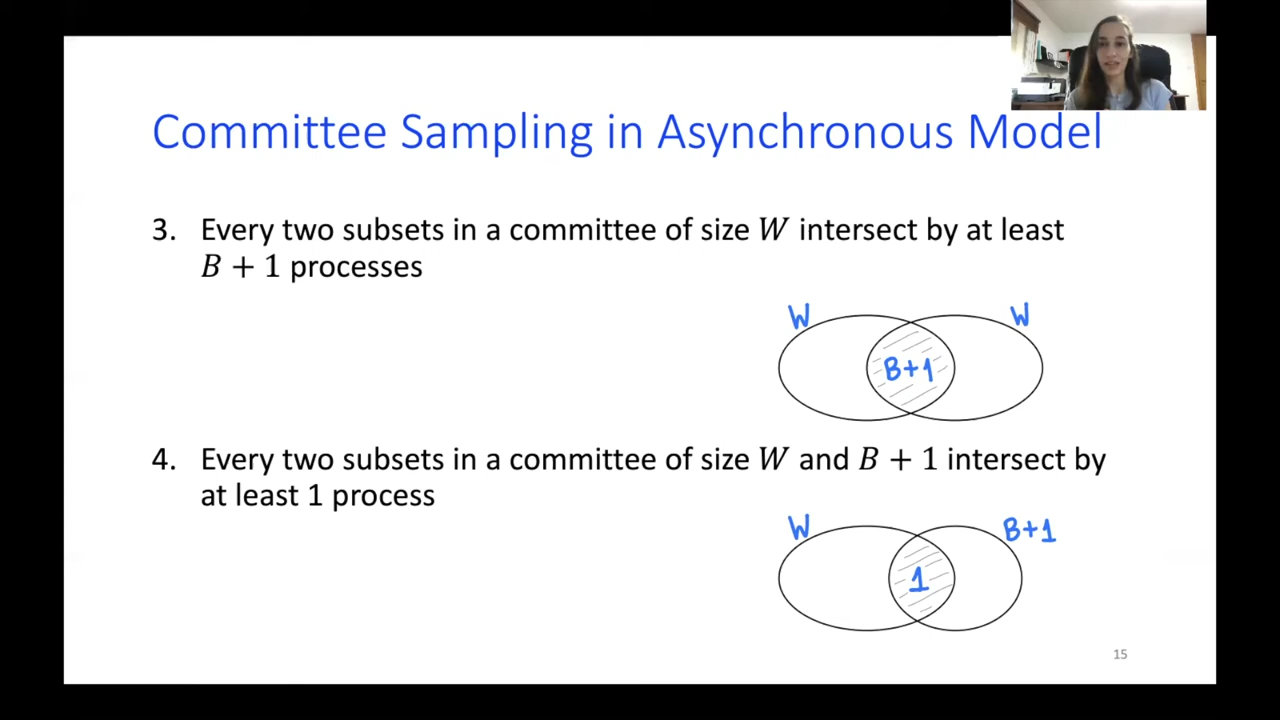 Committee Sampling in Asynchronous Model
3. Every two subsets in a committee of size W intersect by at least
B + 1 processes
W W
B+1
4. Every two subsets in a committee of size W and B + 1 intersect by
at least 1 process
W B+1
1
15